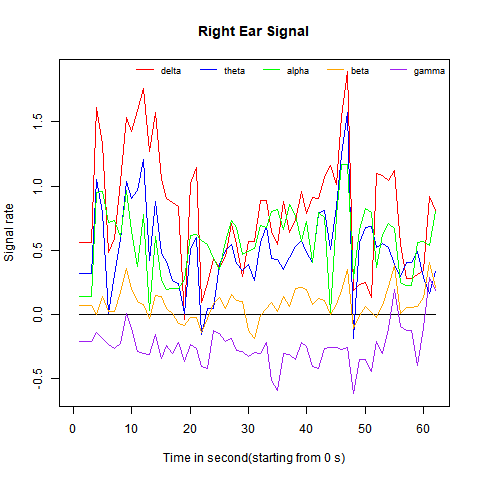 Right Ear Signal
delta theta alpha beta gamma
Signal rate
1.5
1.0
0.5
0.0
-0.5
0 10 20 30 40 50 60
Time in second(starting from 0 s)